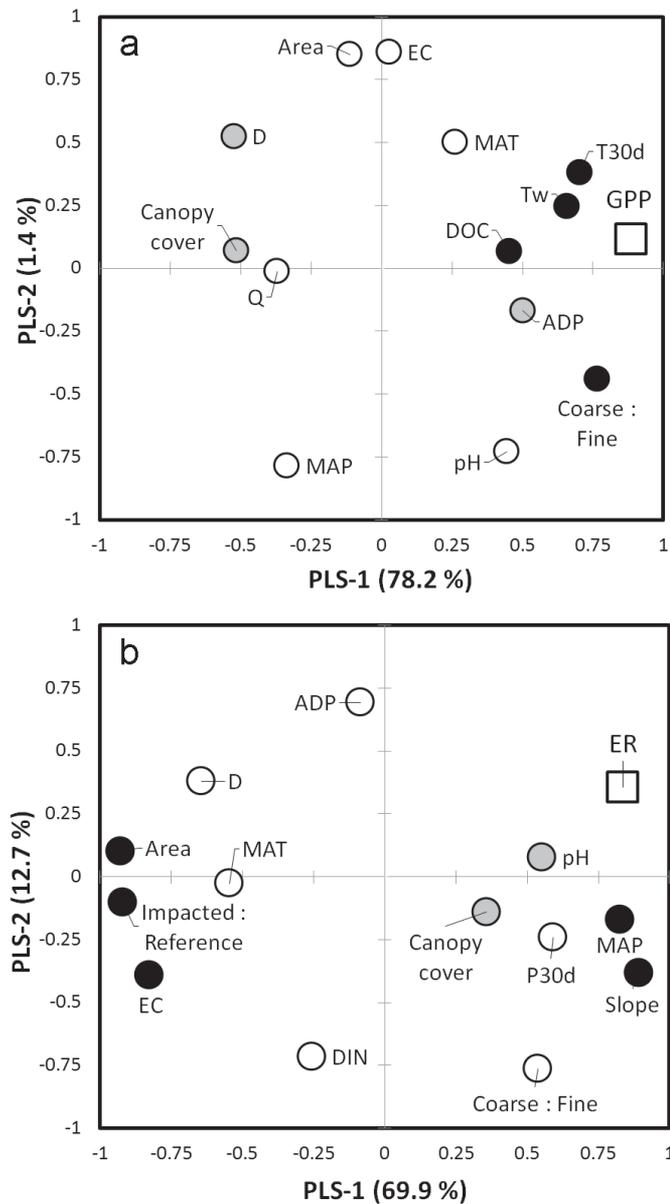 a
1
0.75
0.5
0.25
0
-0.25
-0.5
-0.75
-1
PLS-2 (1.4 %)
Area
EC
D
MAT
T30d
Tw
GPP
Canopy
cover
DOC
Q
ADP
Coarse :
Fine
MAP
pH
-1
-0.75
-0.5
-0.25
0
0.25
0.5
0.75
1
PLS-1 (78.2 %)
b
1
0.75
0.5
0.25
0
-0.25
-0.5
-0.75
-1
PLS-2 (12.7 %)
ADP
ER
D
Area
MAT
pH
Impacted :
Reference
Canopy
cover
P30d
MAP
EC
Slope
DIN
Coarse : Fine
-1
-0.75
-0.5
-0.25
0
0.25
0.5
0.75
1
PLS-1 (69.9 %)